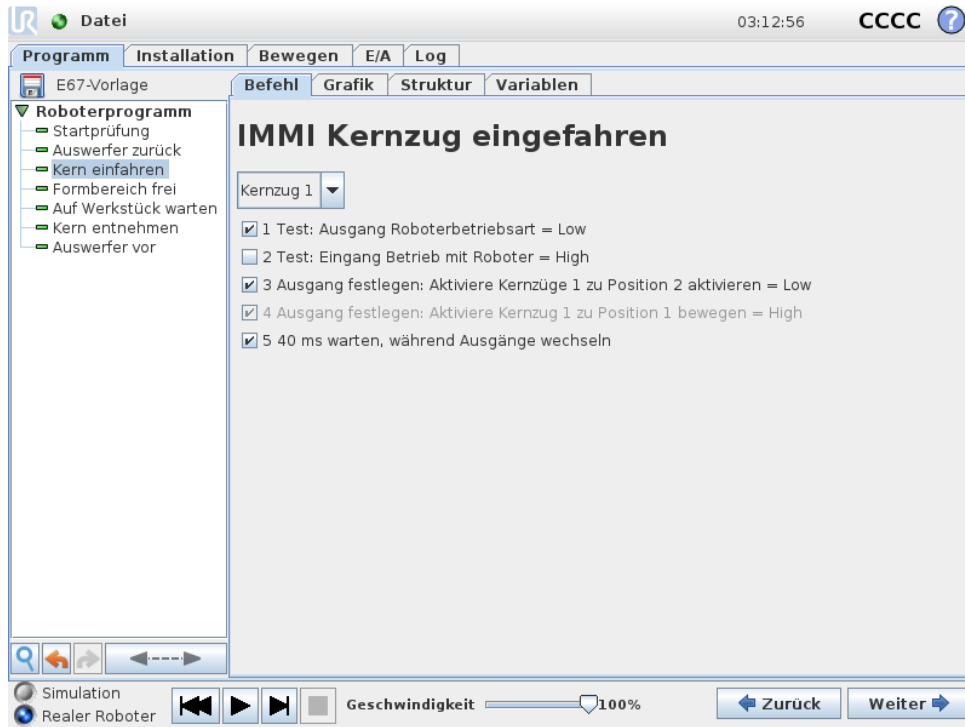 UR Datei 03:12:56 CCCC ?
Programm Installation Bewegen E/A Log
E67-Vorlage Befehl Grafik Struktur Variablen
Roboterprogramm
Startprüfung
Auswerfer zurück
Kern einfahren
Formbereich frei
Auf Werkstück warten
Kern entnehmen
Auswerfer vor
IMMI Kernzug eingefahren
Kernzug 1
1 Test: Ausgang Roboterbetriebsart = Low
2 Test: Eingang Betrieb mit Roboter = High
3 Ausgang festlegen: Aktiviere Kernzüge 1 zu Position 2 aktivieren = Low
4 Ausgang festlegen: Aktiviere Kernzug 1 zu Position 1 bewegen = High
5 40 ms warten, während Ausgänge wechseln
Simulation
Realer Roboter
Geschwindigkeit 100%
Zurück Weiter